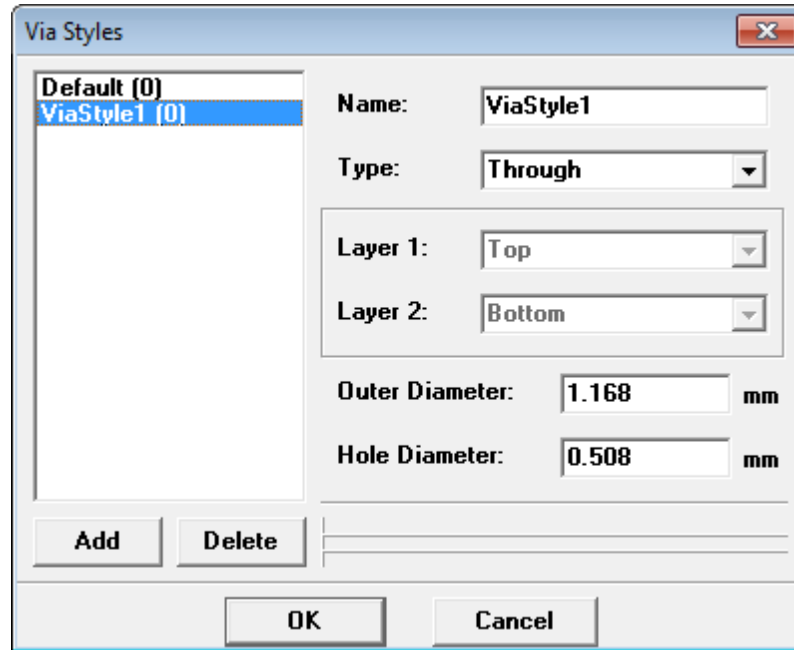 Via Styles
Default (0)
ViaStyle1 (0)
Name: ViaStyle1
Type: Through
Layer 1: Top
Layer 2: Bottom
Outer Diameter: 1.168 mm
Hole Diameter: 0.508 mm
Add Delete
OK Cancel